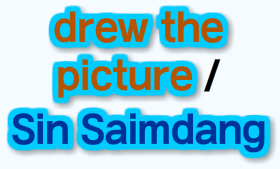 drew the
picture /
Sin Saimdang